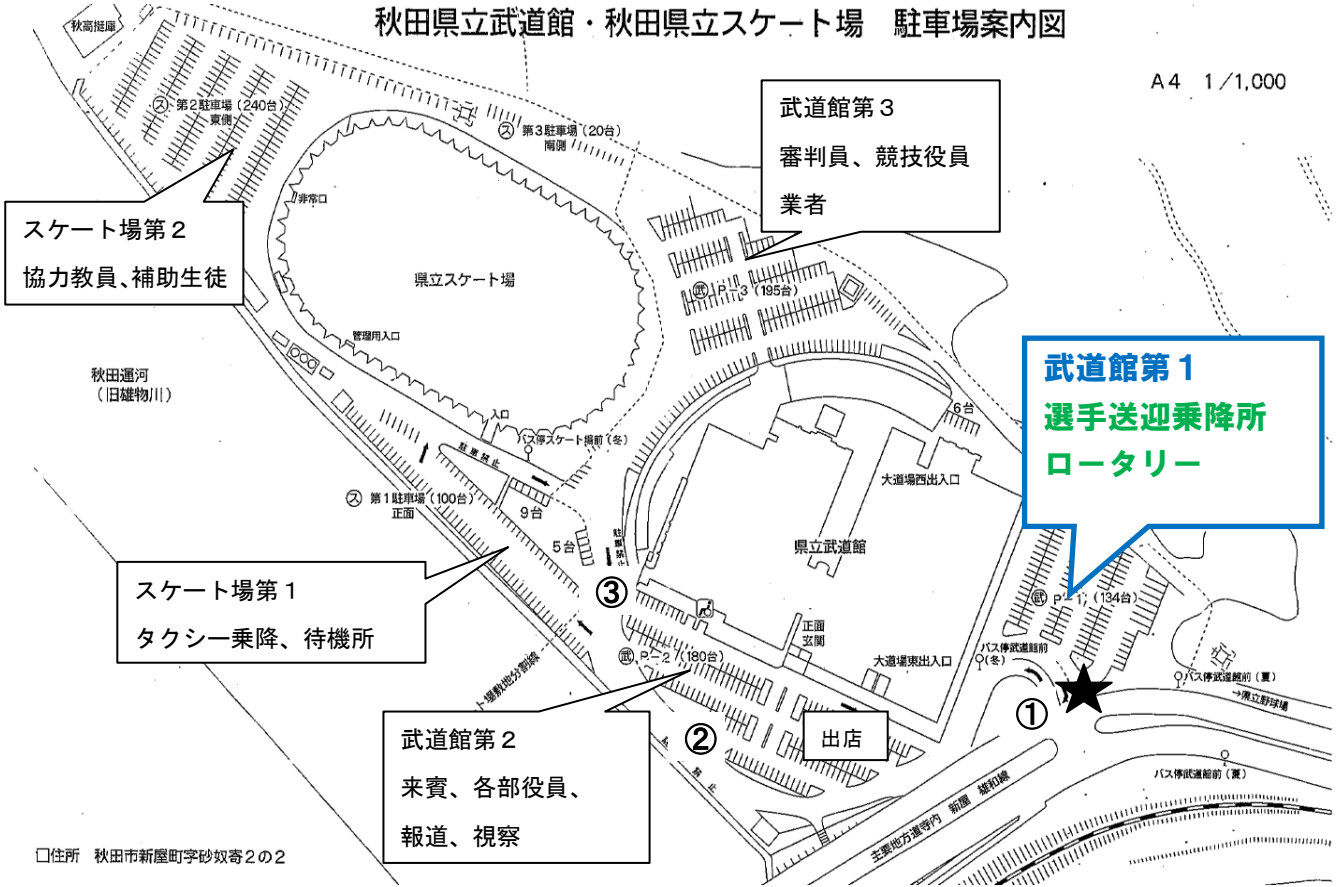 秋田県立武道館・秋田県立スケート場　駐車場案内図
A4　1/1,000
秋高挺庫
ス 第2駐車場（240台）
東側
ス 第3駐車場（20台）
南側
武道館第3
審判員、競技役員
業者
スケート場第2
協力教員、補助生徒
非常口
県立スケート場
武 P-3（195台）
管理用入口
秋田運河
（旧雄物川）
武道館第1
選手送迎乗降所
ロータリー
6台
入口
バス停スケート場前（冬）
駐車禁止
大道場西出入口
ス 第1駐車場（100台）
正面
9台
5台
駐車禁止
県立武道館
スケート場第1
タクシー乗降、待機所
③
武 P-1（134台）
正面
玄関
武 P-2（180台）
大道場東出入口
バス停武道館前
（冬）
バス停武道館前（夏）
→県立野球場
ト場敷地分割線
①
②
出店
武道館第2
来賓、各部役員、
報道、視察
禁止
バス停武道館前（夏）
主要地方道寺内　新屋　雄和線
□住所　秋田市新屋町字砂奴寄2の2